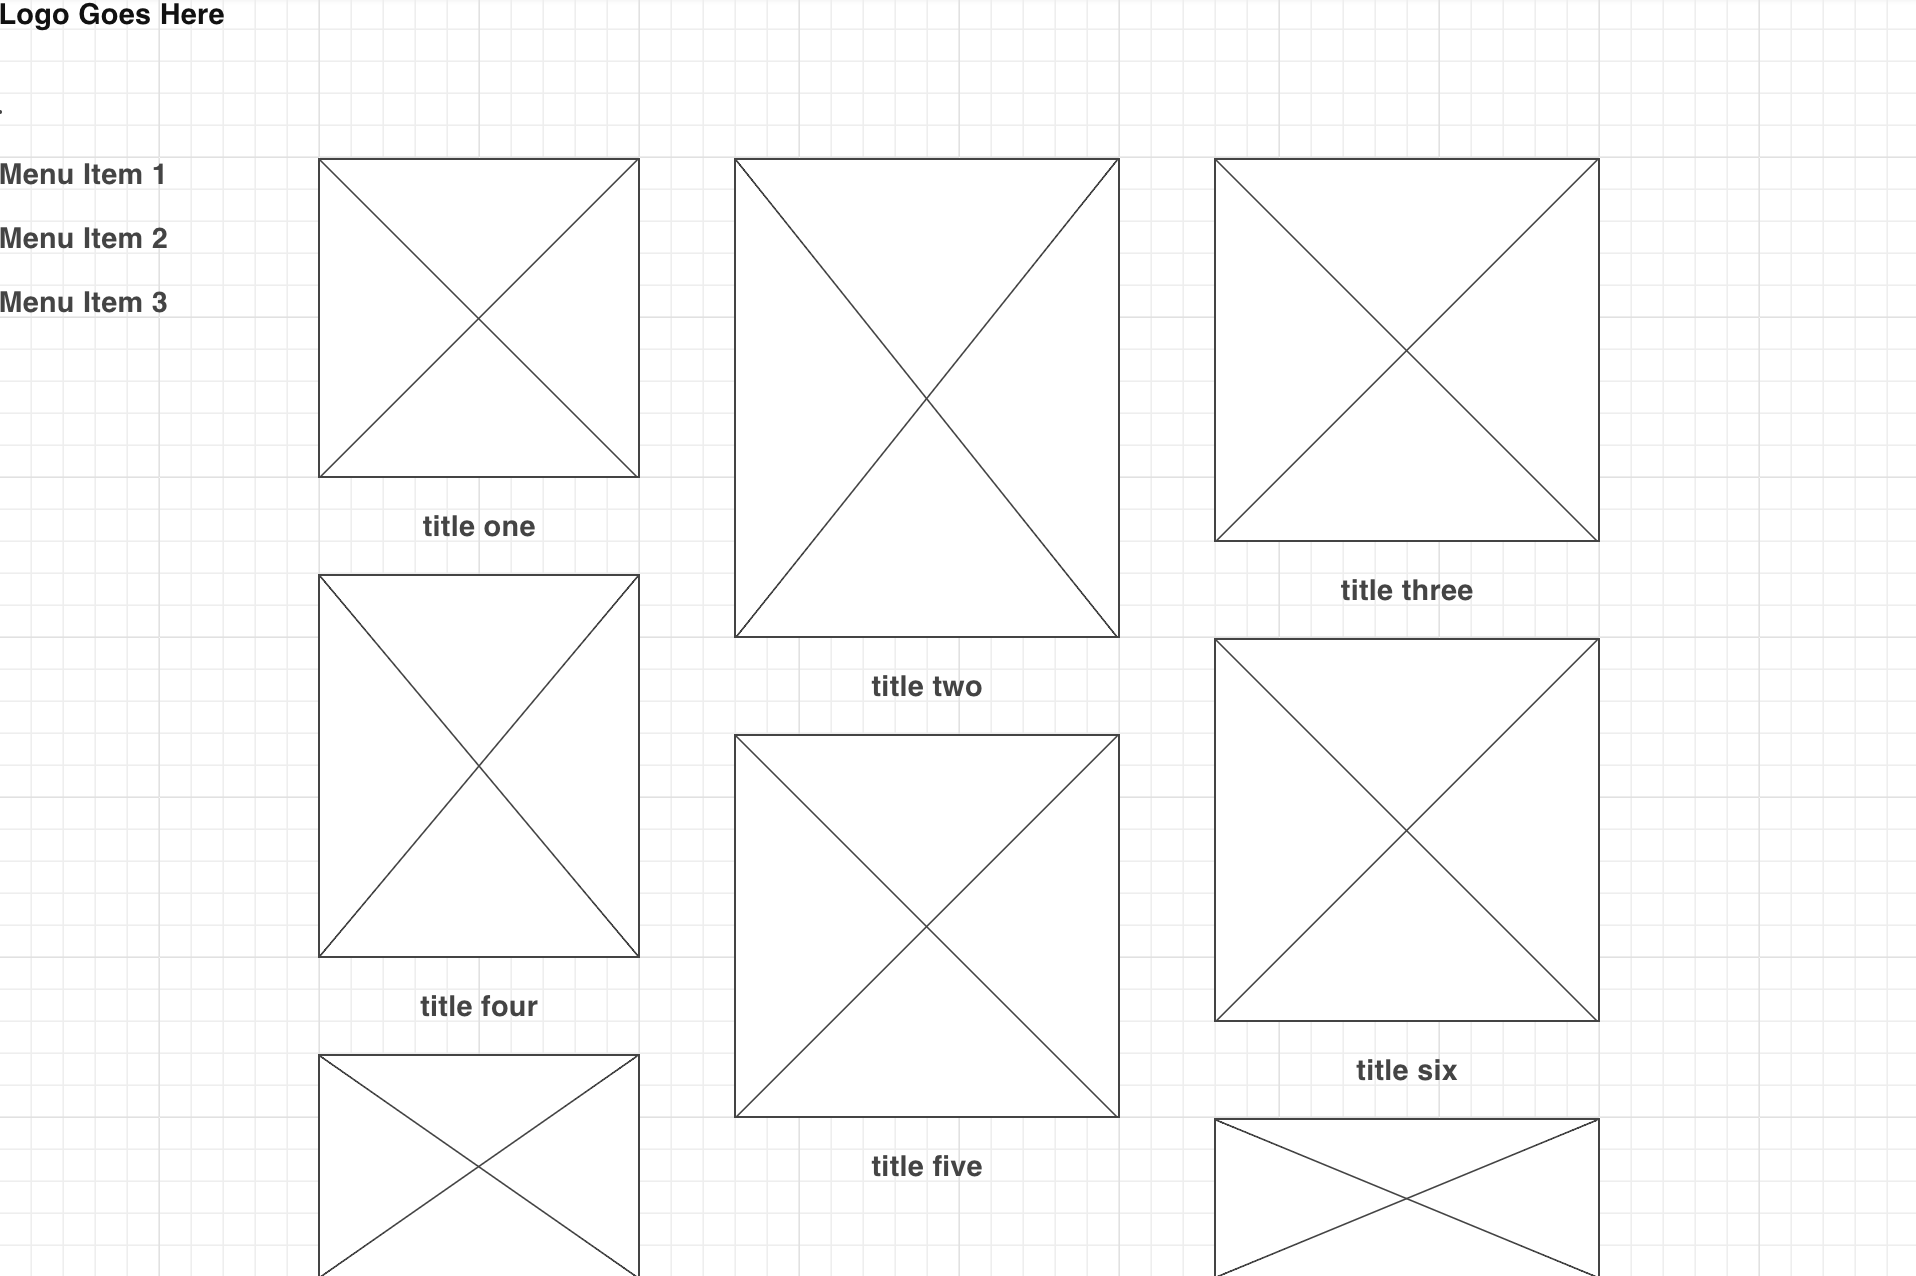 Logo Goes Here
Menu Item 1
Menu Item 2
Menu Item 3
title one
title two
title three
title four
title five
title six